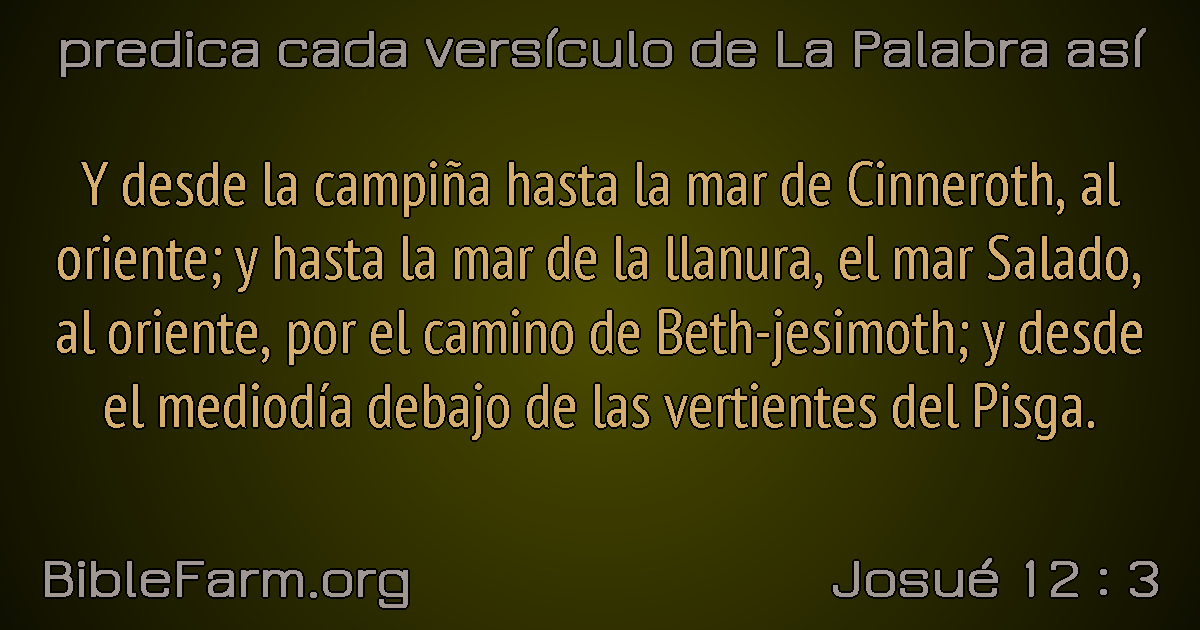 predica cada versículo de La Palabra así
Y desde la campiña hasta la mar de Cinneroth, al
oriente; y hasta la mar de la llanura, el mar Salado,
al oriente, por el camino de Beth-jesimoth; y desde
el mediodía debajo de las vertientes del Pisga.
BibleFarm.org
Josué 12 : 3